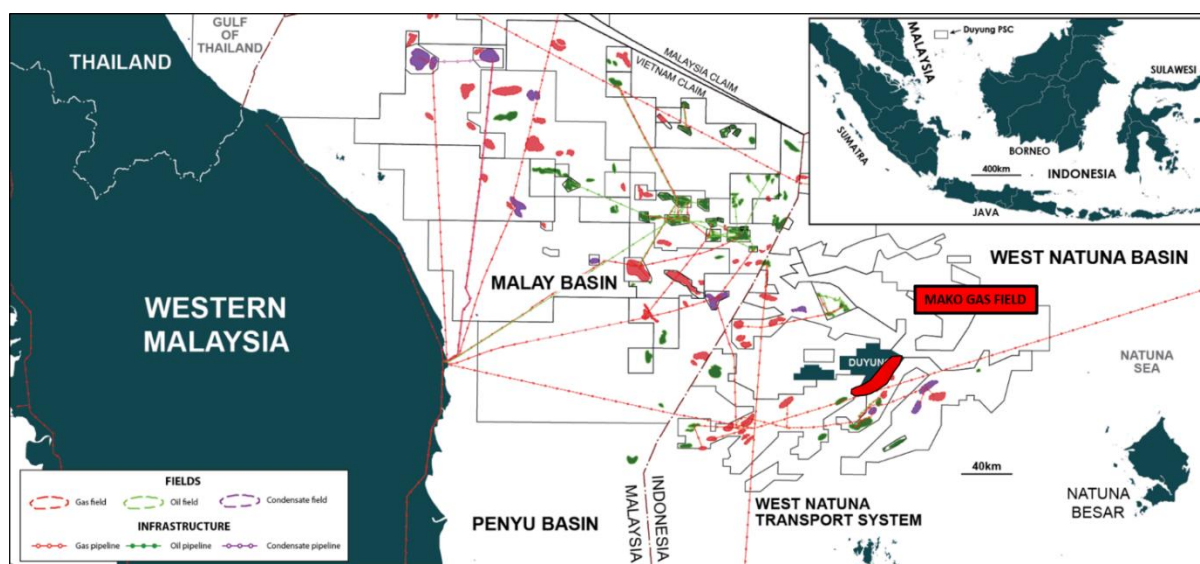 GULF
OF
THAILAND
THAILAND
MALAYSIA CLAIM
VIETNAM CLAIM
Duyung PSC
MALAYSIA
SUMATRA
BORNEO
SULAWESI
400km
INDONESIA
JAVA
MALAY BASIN
WEST NATUNA BASIN
MAKO GAS FIELD
WESTERN
MALAYSIA
DUYUNG
NATUNA
SEA
40km
NATUNA
BESAR
PENYU BASIN
MALAYSIA
INDONESIA
WEST NATUNA
TRANSPORT SYSTEM
FIELDS
Gas field
Oil field
Condensate field
INFRASTRUCTURE
Gas pipeline
Oil pipeline
Condensate pipeline